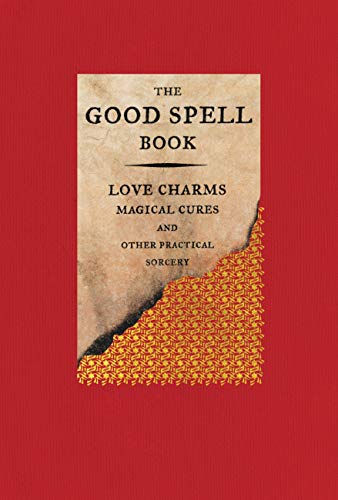 THE
GOOD SPELL
BOOK
LOVE CHARMS
MAGICAL CURES
AND
OTHER PRACTICAL
SORCERY